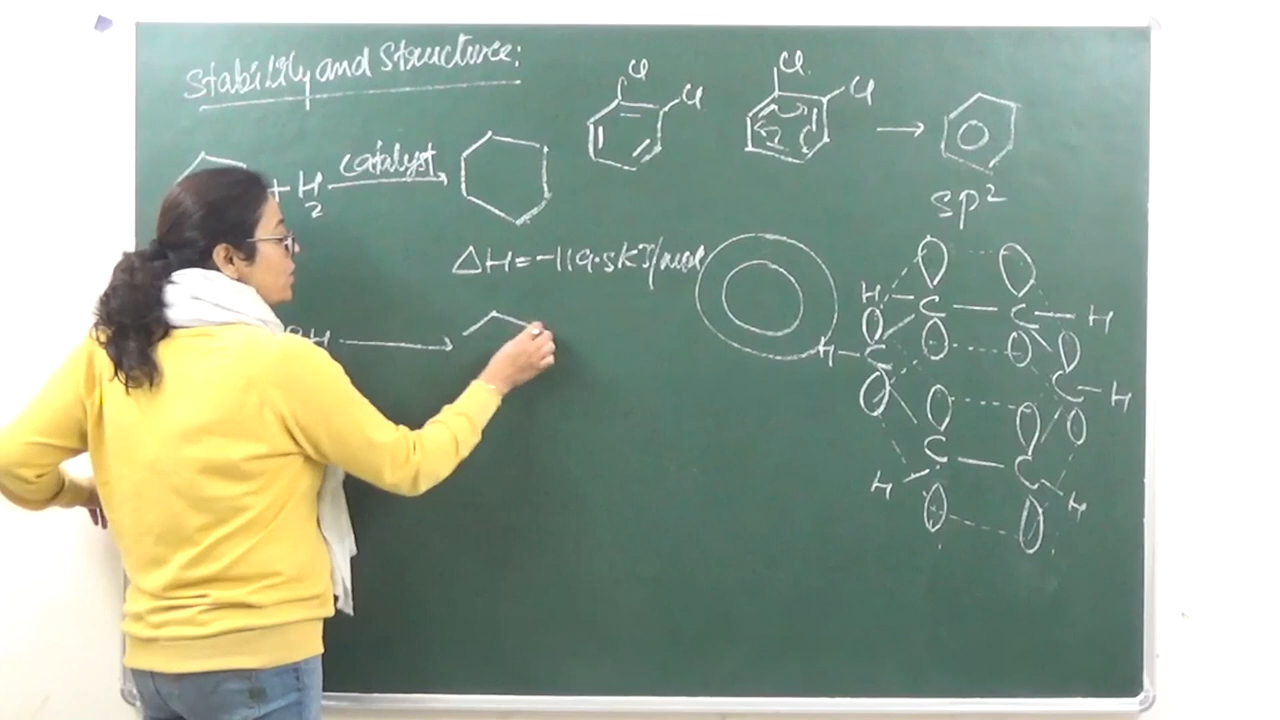 Stability and Structure:
Cl
Cl
Cl
Cl
+ H2 catalyst
sp2
ΔH = -119.5 KJ/mol
H C C H
H C
C H
C C
H H
H